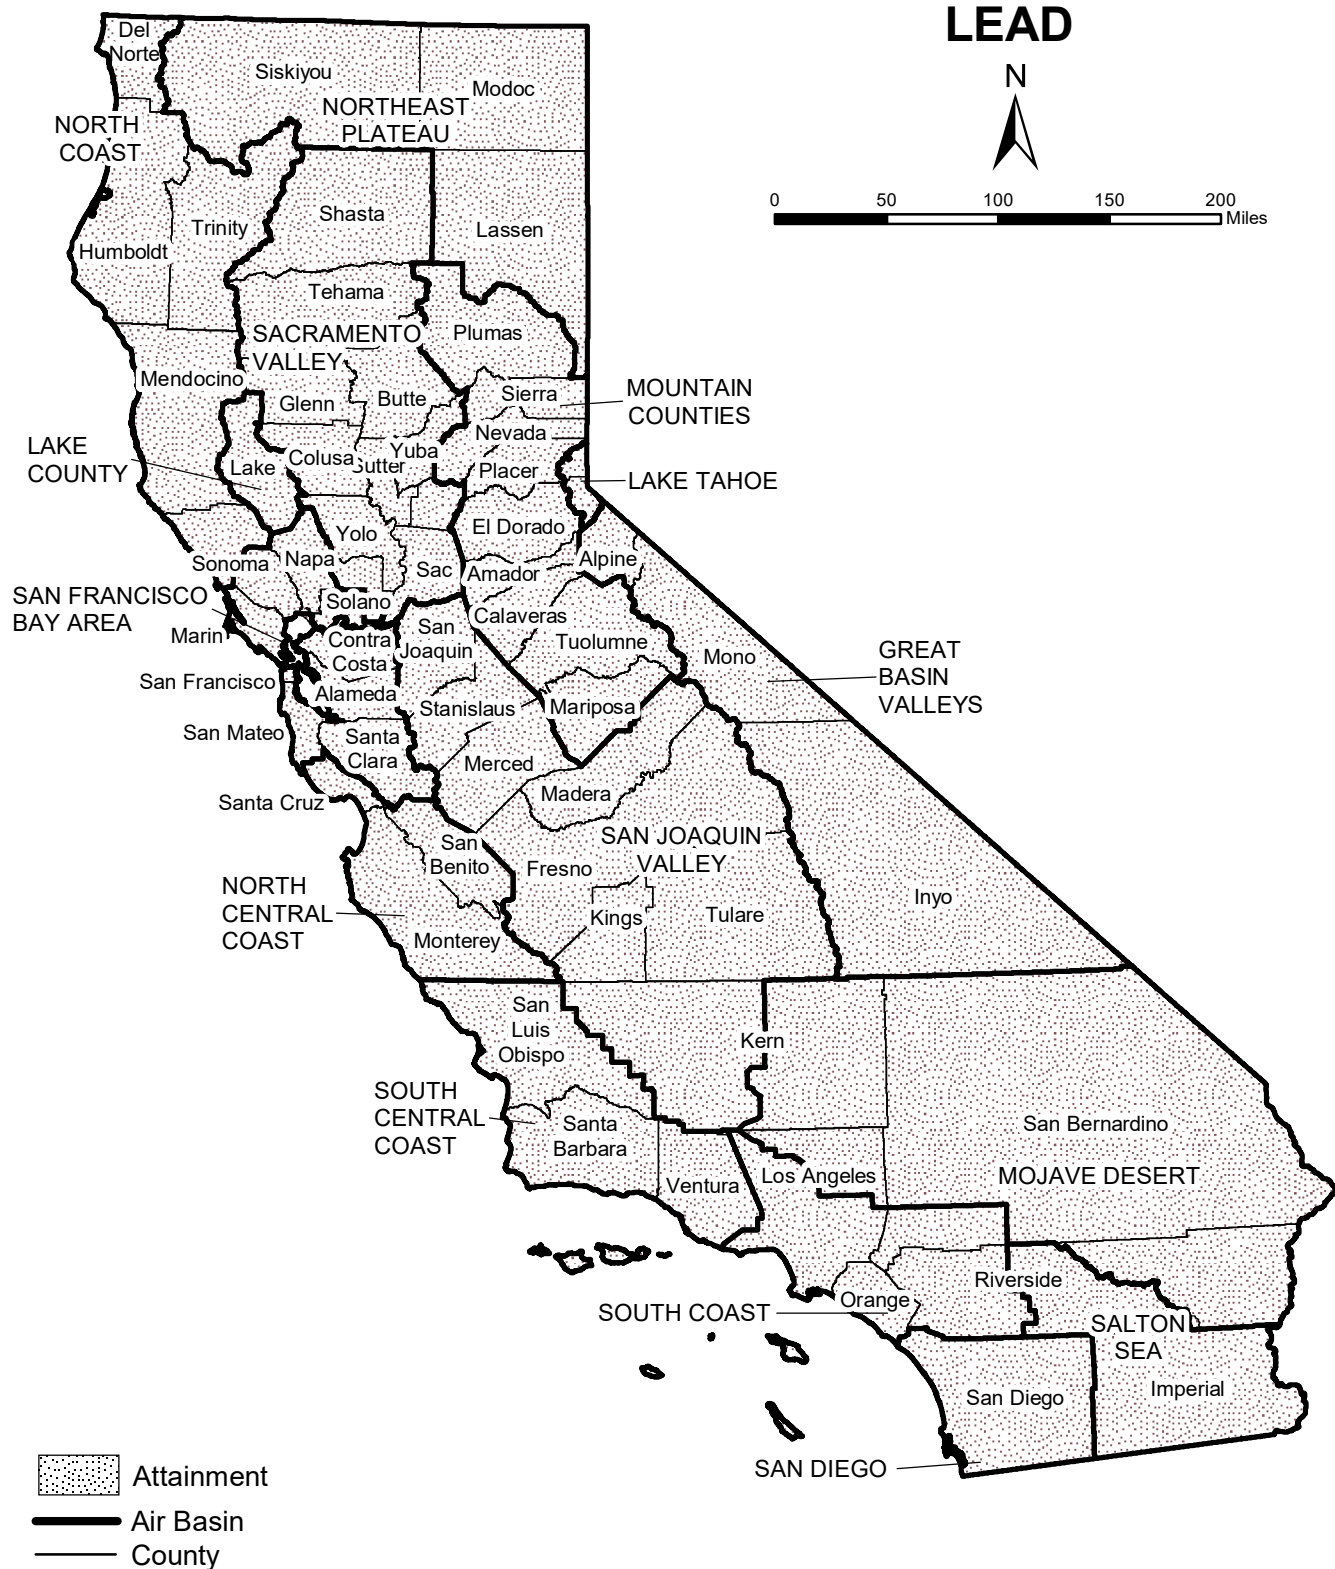 LEAD
N
0 50 100 150 200
Miles
Del
Norte
Siskiyou
Modoc
NORTHEAST
PLATEAU
NORTH
COAST
Shasta
Trinity
Lassen
Humboldt
Tehama
SACRAMENTO
VALLEY
Plumas
Mendocino
Glenn
Butte
Sierra
MOUNTAIN
COUNTIES
Nevada
LAKE
COUNTY
Lake
Colusa
Sutter
Yuba
Placer
LAKE TAHOE
Yolo
El Dorado
Sonoma
Napa
Sac
Amador
Alpine
SAN FRANCISCO
BAY AREA
Solano
Calaveras
Marin
Contra
Costa
San
Joaquin
Tuolumne
Mono
GREAT
BASIN
VALLEYS
San Francisco
Alameda
Stanislaus
Mariposa
San Mateo
Santa
Clara
Merced
Santa Cruz
Madera
San
Benito
SAN JOAQUIN
VALLEY
Fresno
NORTH
CENTRAL
COAST
Kings
Tulare
Inyo
Monterey
San
Luis
Obispo
Kern
SOUTH
CENTRAL
COAST
Santa
Barbara
San Bernardino
Ventura
Los Angeles
MOJAVE DESERT
Riverside
Orange
SOUTH COAST
SALTON
SEA
San Diego
Imperial
SAN DIEGO
Attainment
Air Basin
County